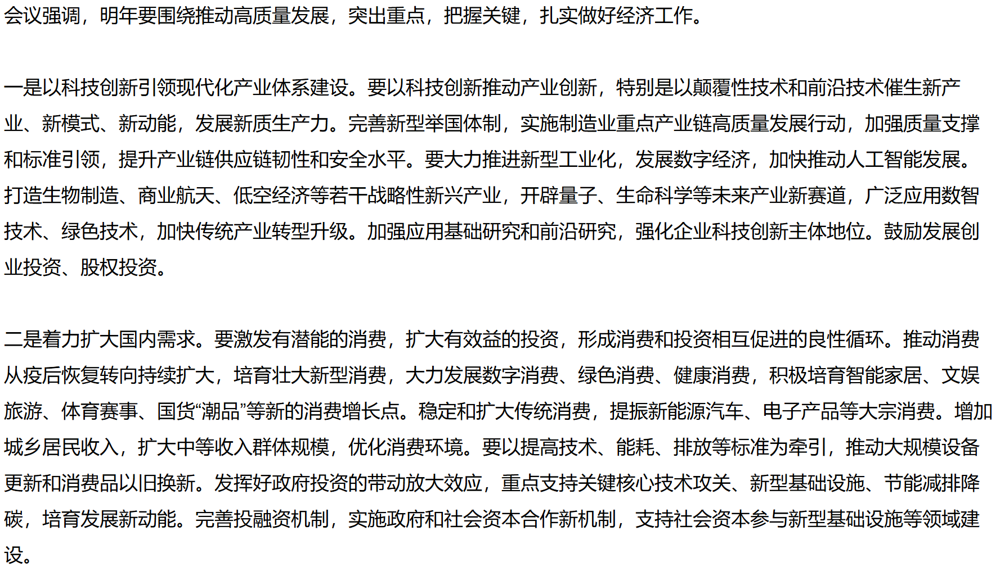 会议强调，明年要围绕推动高质量发展，突出重点，把握关键，扎实做好经济工作。
一是以科技创新引领现代化产业体系建设。要以科技创新推动产业创新，特别是以颠覆性技术和前沿技术催生新产
业、新模式、新动能，发展新质生产力。完善新型举国体制，实施制造业重点产业链高质量发展行动，加强质量支撑
和标准引领，提升产业链供应链韧性和安全水平。要大力推进新型工业化，发展数字经济，加快推动人工智能发展。
打造生物制造、商业航天、低空经济等若干战略性新兴产业，开辟量子、生命科学等未来产业新赛道，广泛应用数智
技术、绿色技术，加快传统产业转型升级。加强应用基础研究和前沿研究，强化企业科技创新主体地位。鼓励发展创
业投资、股权投资。
二是着力扩大国内需求。要激发有潜能的消费，扩大有效益的投资，形成消费和投资相互促进的良性循环。推动消费
从疫后恢复转向持续扩大，培育壮大新型消费，大力发展数字消费、绿色消费、健康消费，积极培育智能家居、文娱
旅游、体育赛事、国货“潮品”等新的消费增长点。稳定和扩大传统消费，提振新能源汽车、电子产品等大宗消费。增加
城乡居民收入，扩大中等收入群体规模，优化消费环境。要以提高技术、能耗、排放等标准为牵引，推动大规模设备
更新和消费品以旧换新。发挥好政府投资的带动放大效应，重点支持关键核心技术攻关、新型基础设施、节能减排降
碳，培育发展新动能。完善投融资机制，实施政府和社会资本合作新机制，支持社会资本参与新型基础设施等领域建
设。